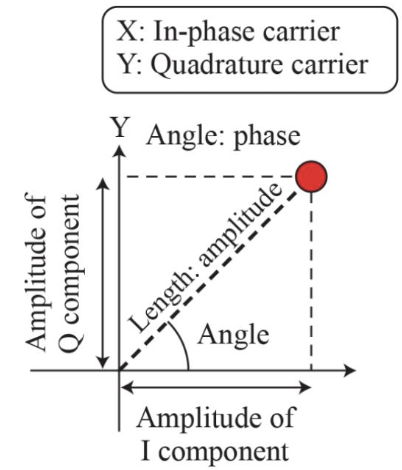 X: In-phase carrier
Y: Quadrature carrier
Y
Angle: phase
Amplitude of
Q component
Length: amplitude
Angle
Amplitude of
I component